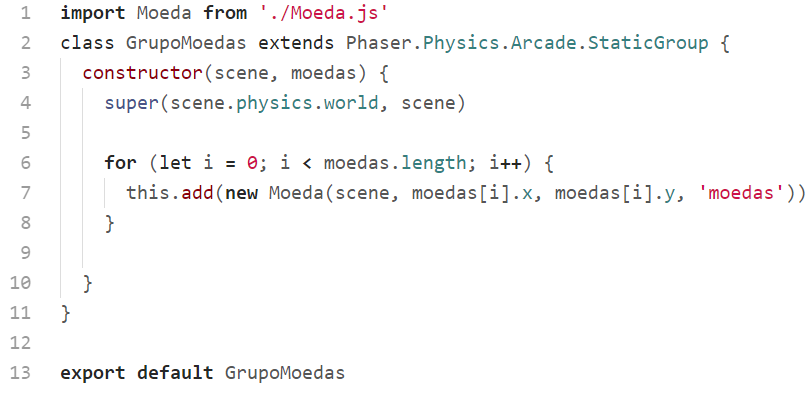 1 import Moeda from './Moeda.js'
2 class GrupoMoedas extends Phaser.Physics.Arcade.StaticGroup {
3 constructor(scene, moedas) {
4 super(scene.physics.world, scene)
5
6 for (let i = 0; i < moedas.length; i++) {
7 this.add(new Moeda(scene, moedas[i].x, moedas[i].y, 'moedas'))
8 }
9
10 }
11 }
12
13 export default GrupoMoedas